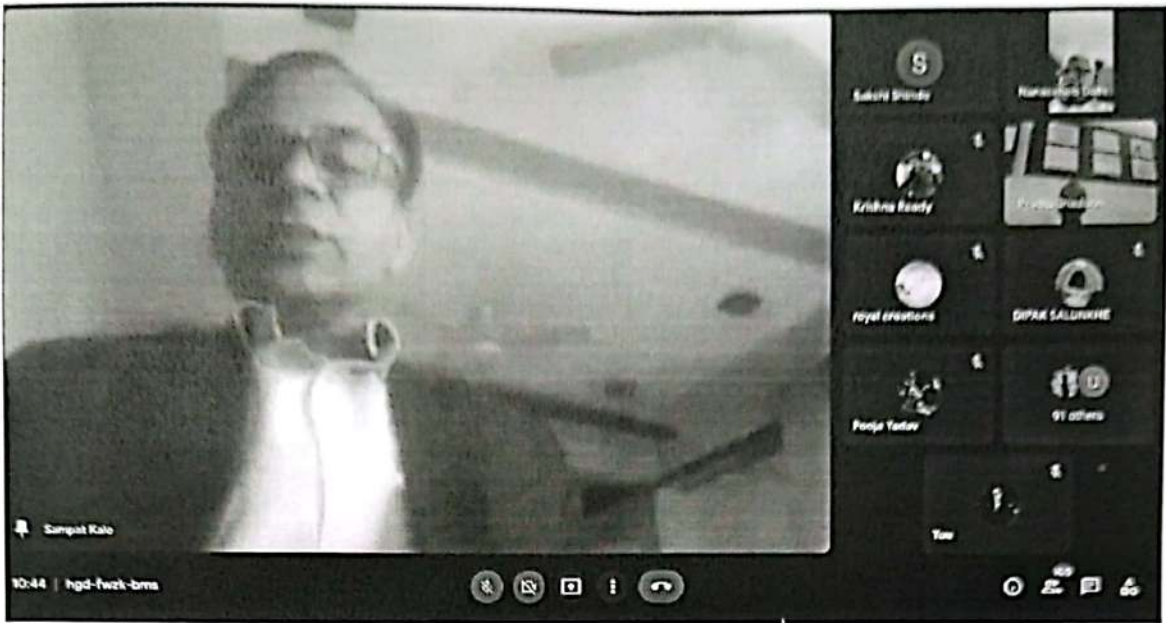 S
Sakshi Shinde
Krishna Ready
royal creations
DIPAK SALUNKHE
Pooja Yadav
91 others
You
Sampat Kale
10:44 | hgd-fwzk-bms